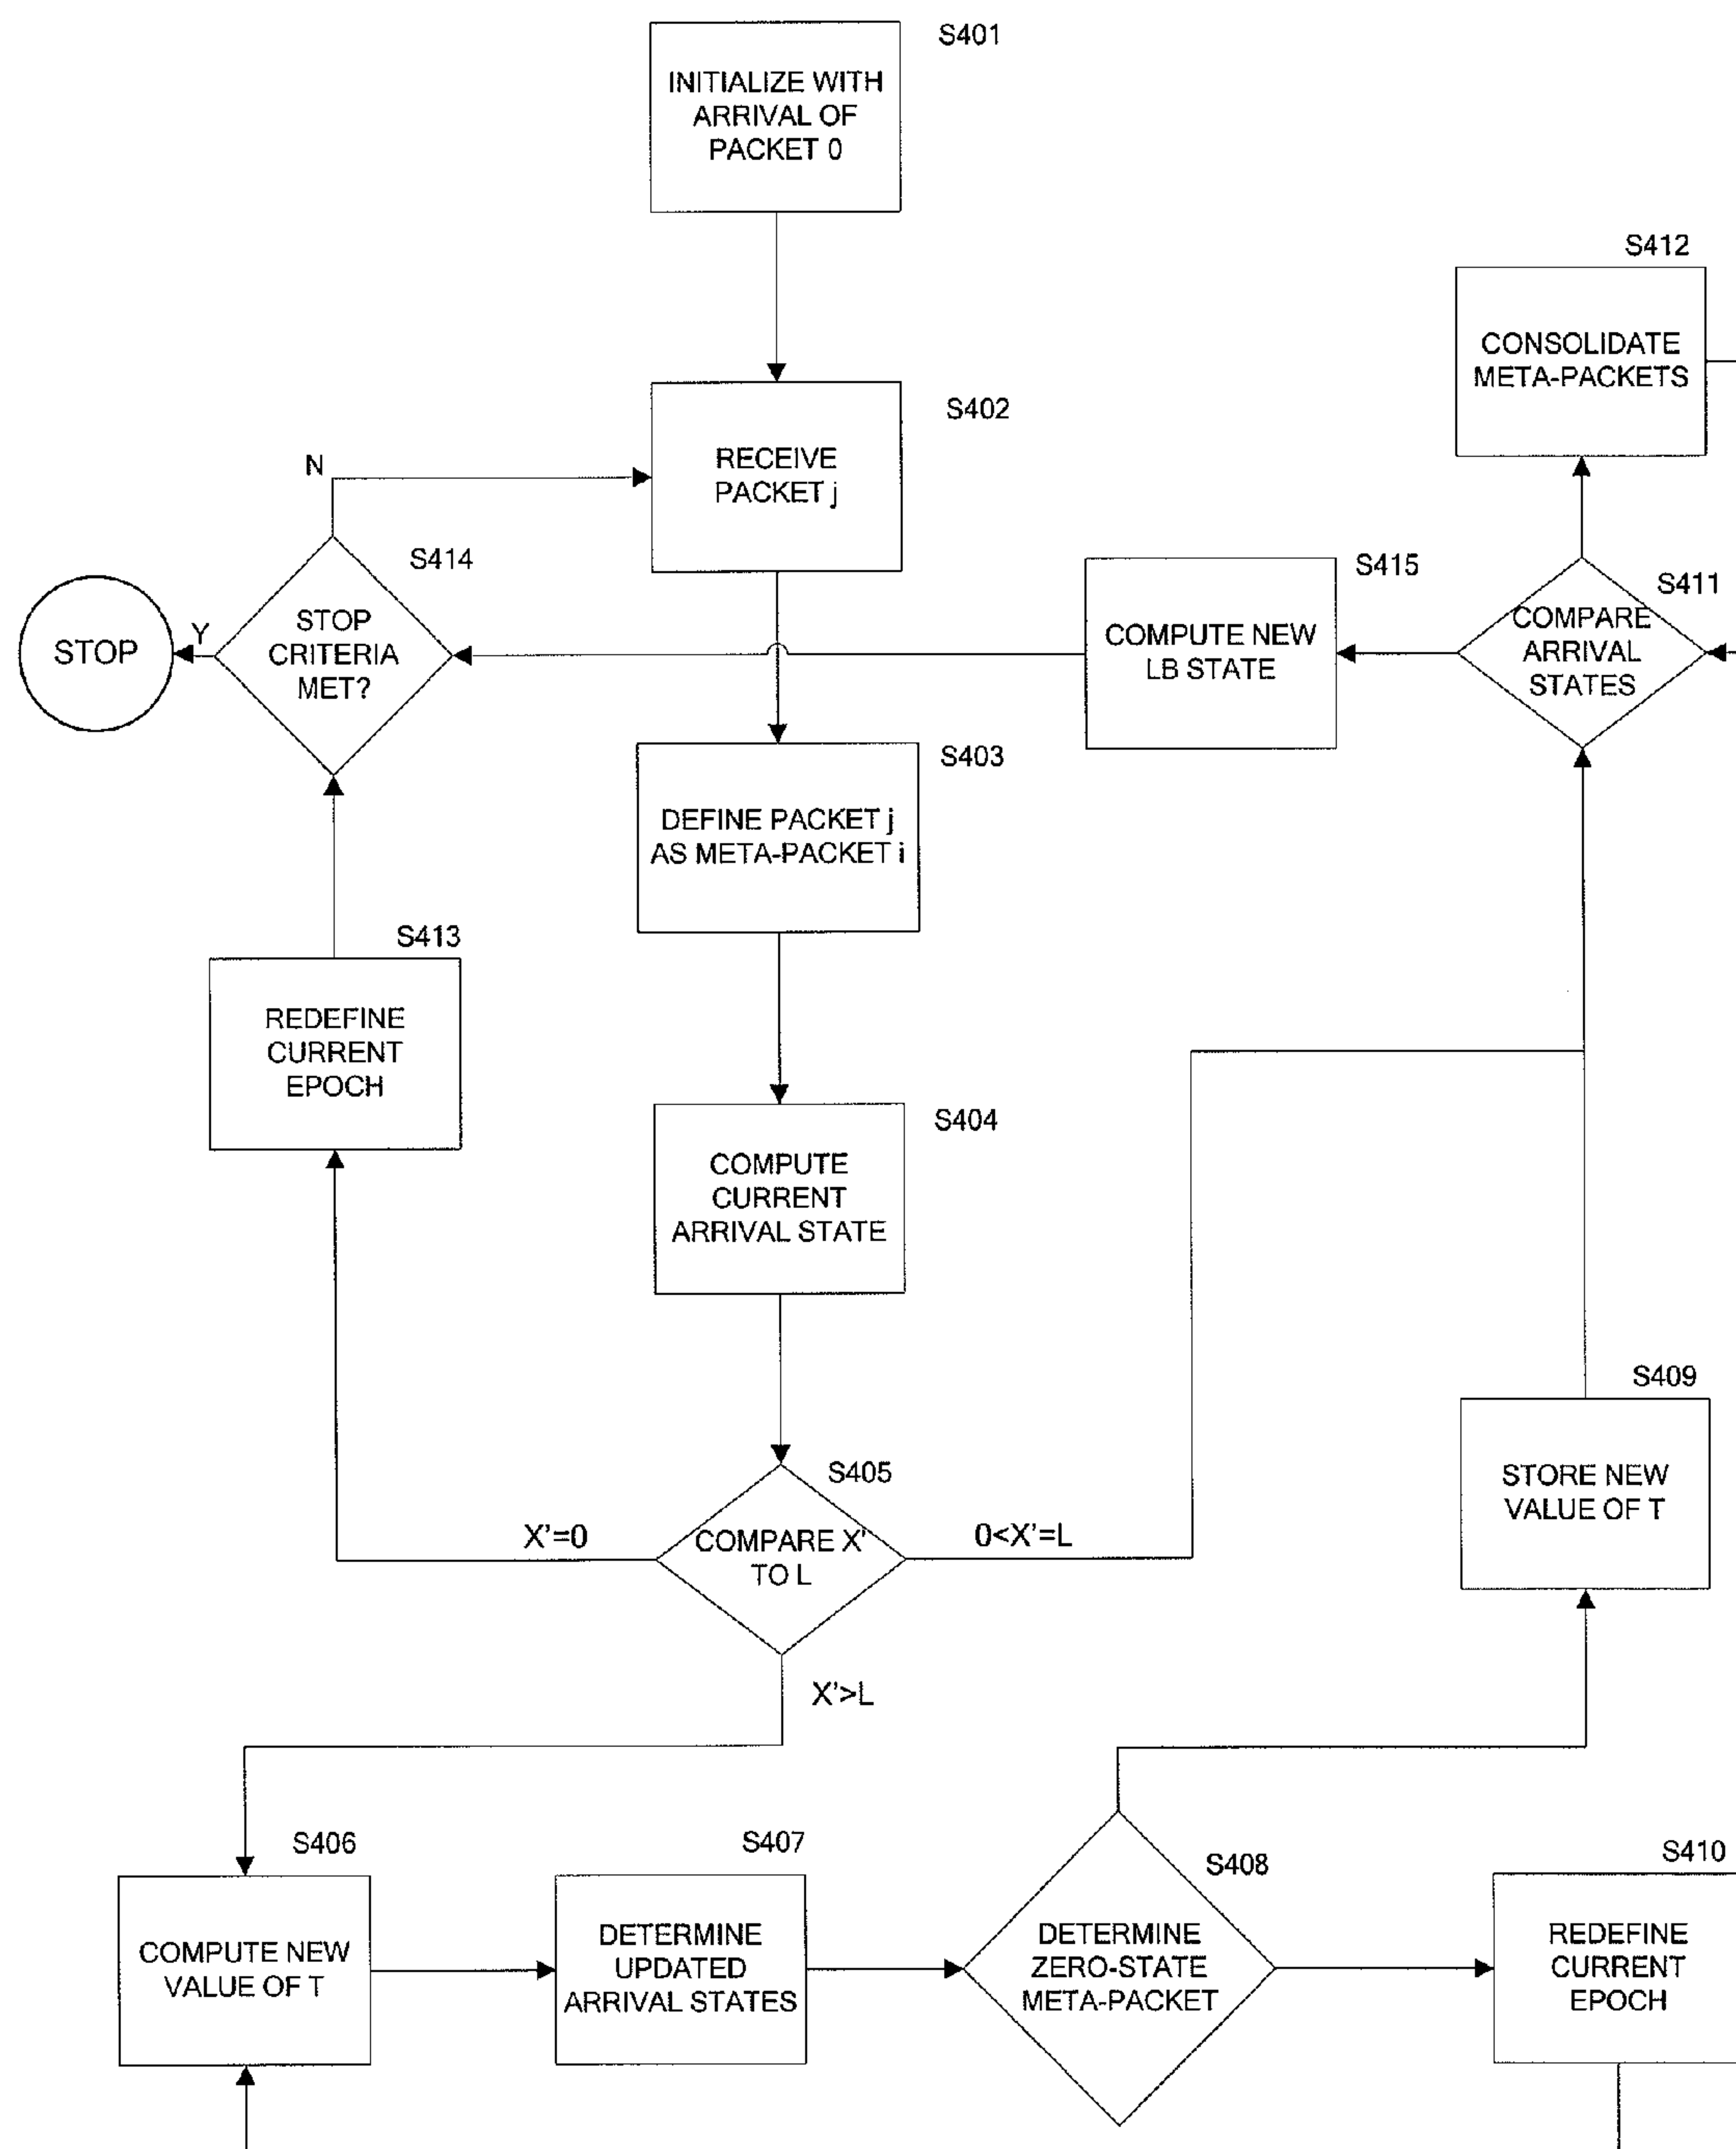 S401
INITIALIZE WITH
ARRIVAL OF
PACKET 0
S412
CONSOLIDATE
META-PACKETS
S402
RECEIVE
PACKET j
N
S414
STOP
CRITERIA
MET?
Y
STOP
S415
COMPUTE NEW
LB STATE
S411
COMPARE
ARRIVAL
STATES
S403
DEFINE PACKET j
AS META-PACKET i
S413
REDEFINE
CURRENT
EPOCH
S404
COMPUTE
CURRENT
ARRIVAL STATE
S409
STORE NEW
VALUE OF T
S405
COMPARE X'
TO L
X'=0
0<X'=L
X'>L
S406
COMPUTE NEW
VALUE OF T
S407
DETERMINE
UPDATED
ARRIVAL STATES
S408
DETERMINE
ZERO-STATE
META-PACKET
S410
REDEFINE
CURRENT
EPOCH